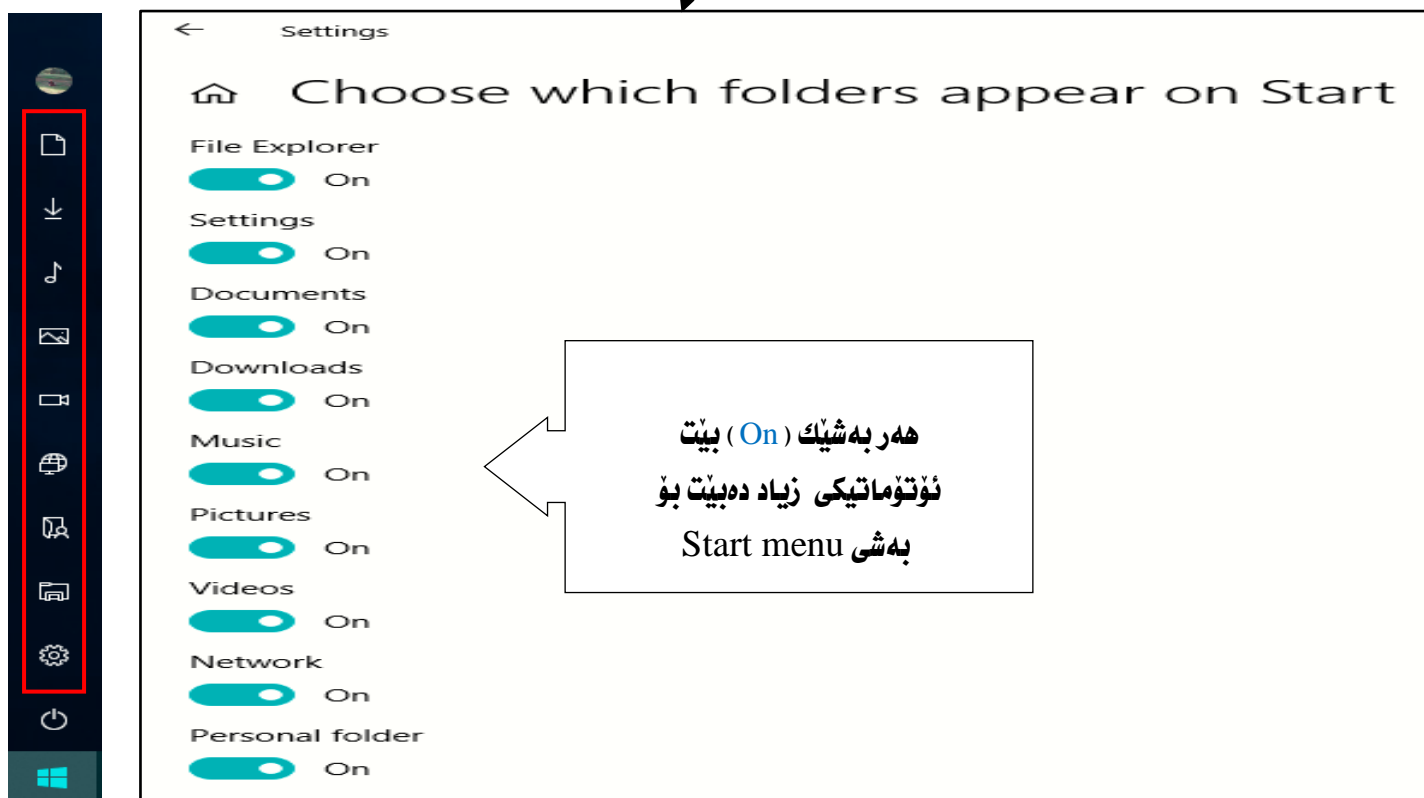 Settings
Choose which folders appear on Start
File Explorer
On
Settings
On
Documents
On
Downloads
On
Music
On
Pictures
On
Videos
On
Network
On
Personal folder
On
هەر بەشێك (On) بێت
ئۆتۆماتیكی زیاد دەبێت بۆ
بەشی Start menu